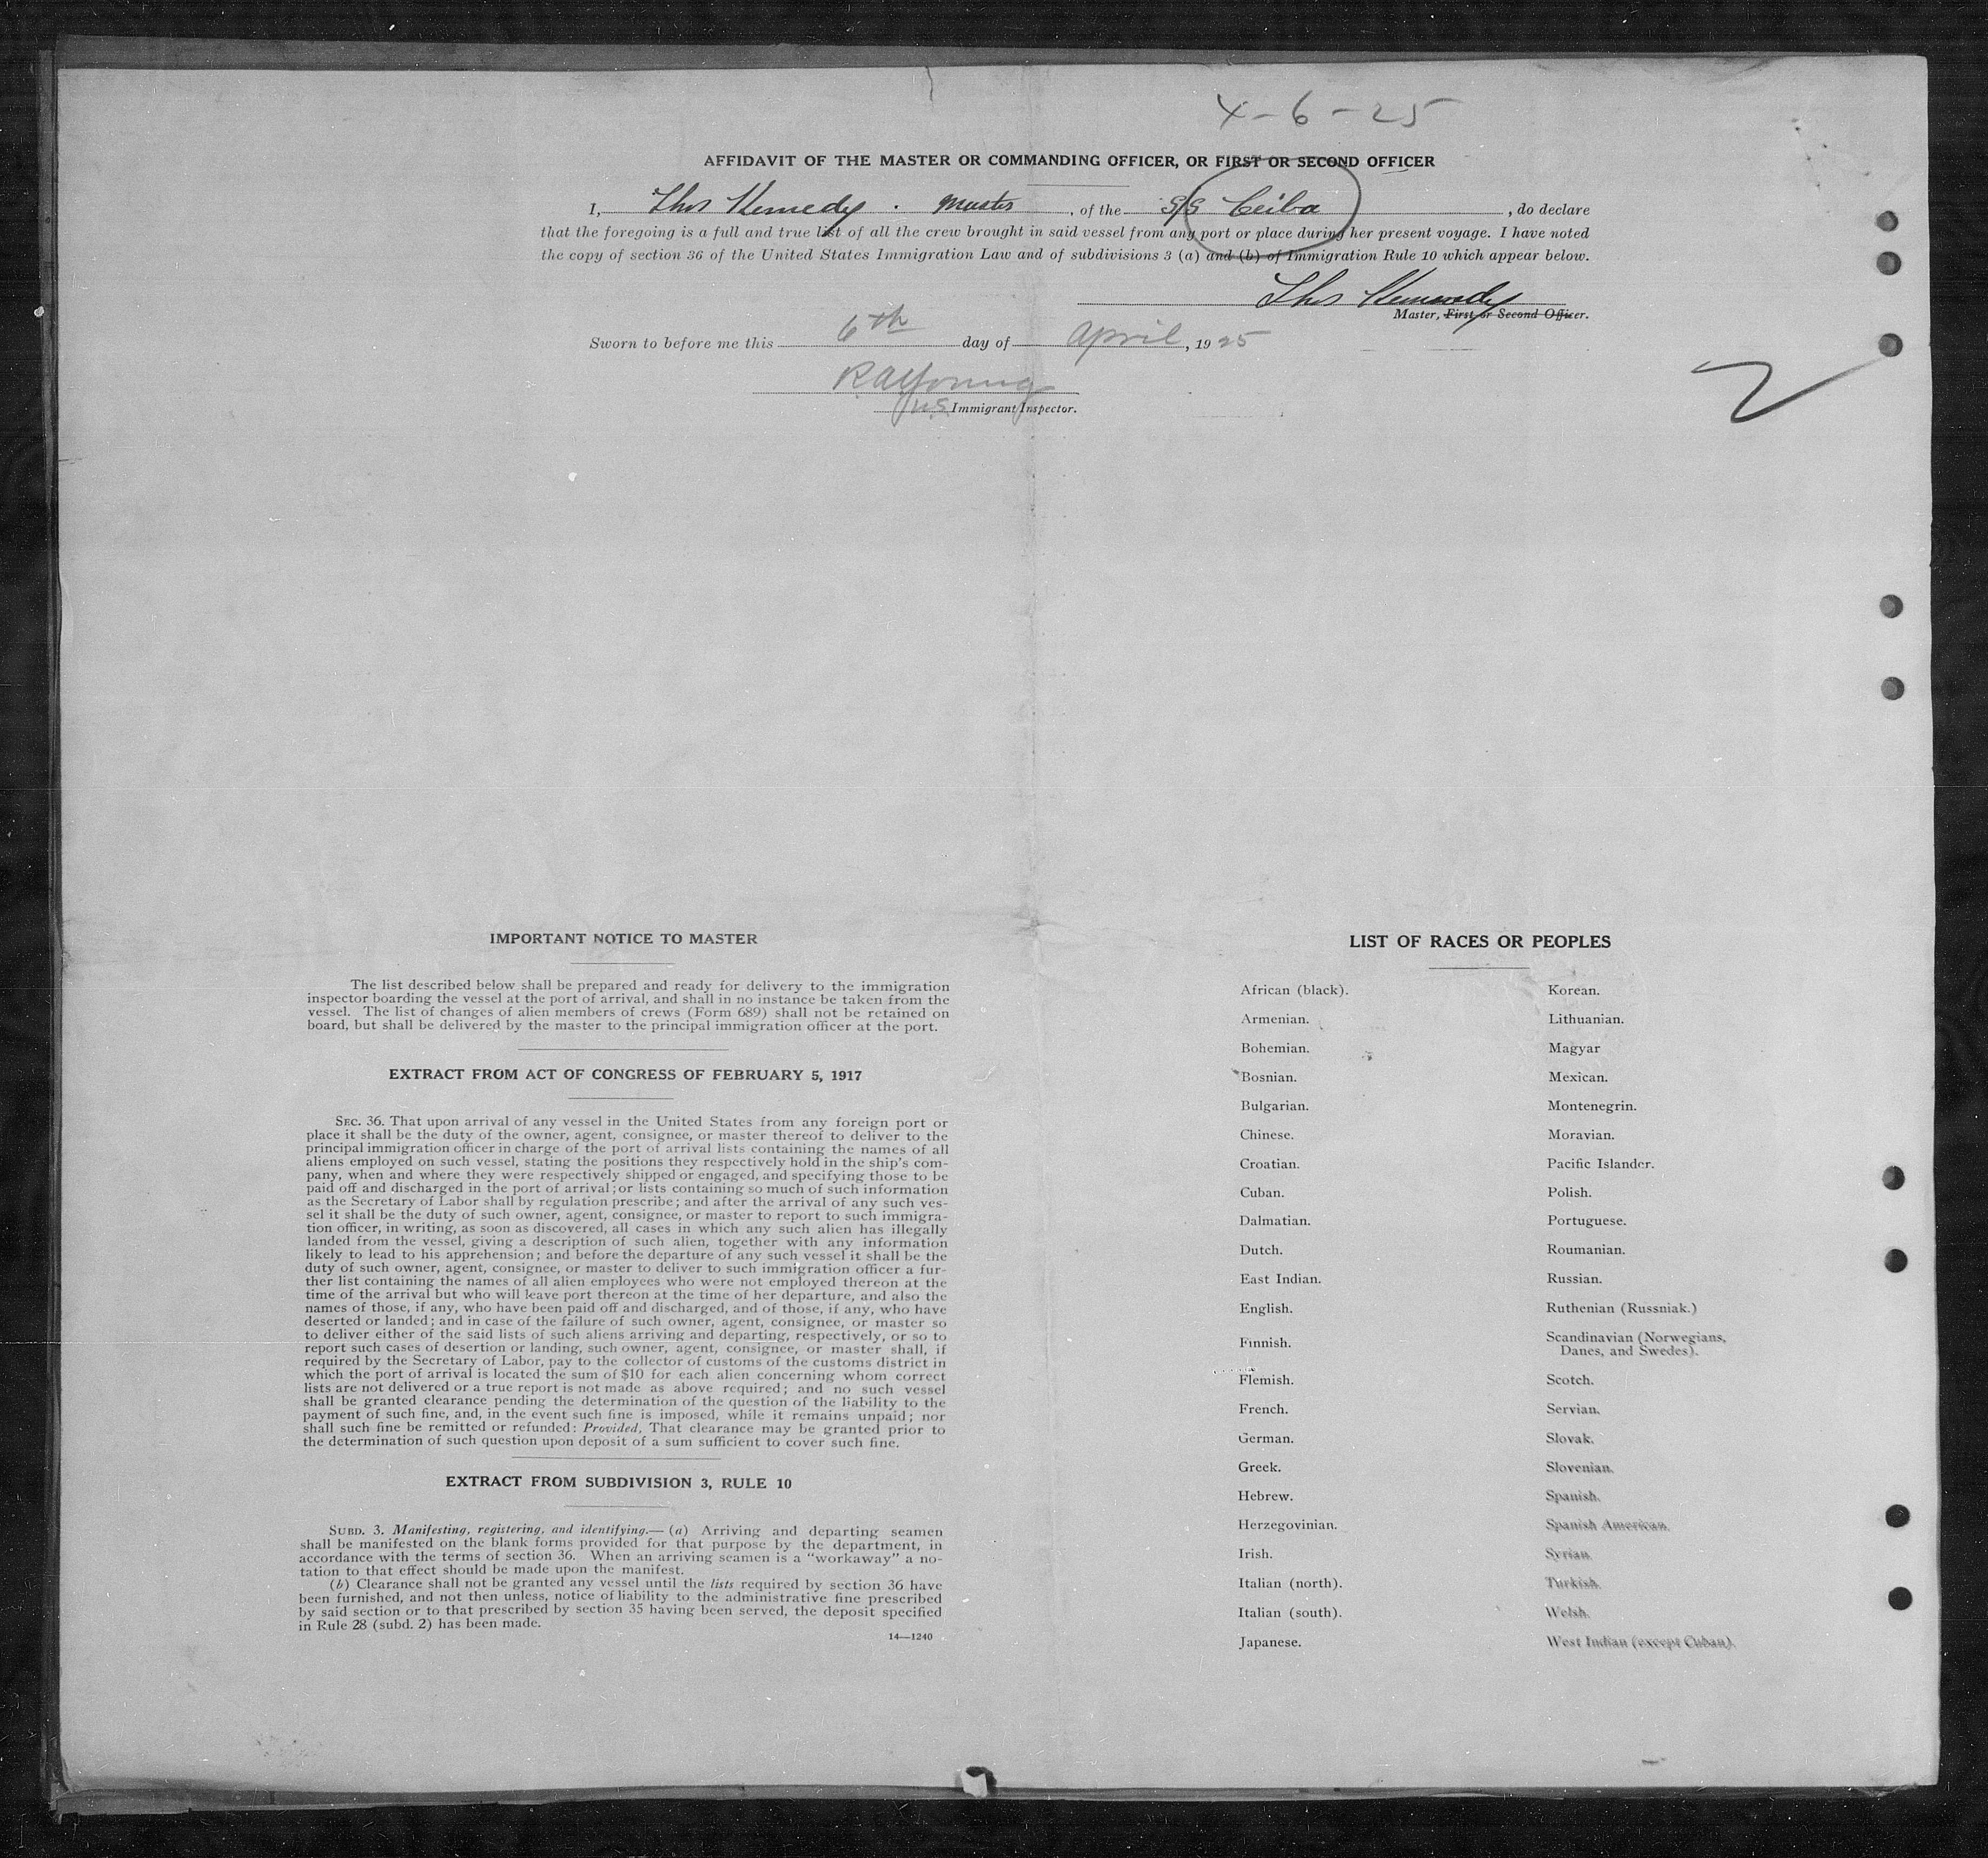 4-6-25
AFFIDAVIT OF THE MASTER OR COMMANDING OFFICER, OR FIRST OR SECOND OFFICER
I, Thos Kennedy . Master , of the S/S Ceiba , do declare
that the foregoing is a full and true list of all the crew brought in said vessel from any port or place during her present voyage. I have noted
the copy of section 36 of the United States Immigration Law and of subdivisions 3 (a) and (b) of Immigration Rule 10 which appear below.
Thos Kennedy
Master, First or Second Officer.
Sworn to before me this 6th day of April, 1925
R A Young
U.S. Immigrant Inspector.
IMPORTANT NOTICE TO MASTER
The list described below shall be prepared and ready for delivery to the immigration
inspector boarding the vessel at the port of arrival, and shall in no instance be taken from the
vessel. The list of changes of alien members of crews (Form 689) shall not be retained on
board, but shall be delivered by the master to the principal immigration officer at the port.
EXTRACT FROM ACT OF CONGRESS OF FEBRUARY 5, 1917
SEC. 36. That upon arrival of any vessel in the United States from any foreign port or
place it shall be the duty of the owner, agent, consignee, or master thereof to deliver to the
principal immigration officer in charge of the port of arrival lists containing the names of all
aliens employed on such vessel, stating the positions they respectively hold in the ship's com-
pany, when and where they were respectively shipped or engaged, and specifying those to be
paid off and discharged in the port of arrival; or lists containing so much of such information
as the Secretary of Labor shall by regulation prescribe; and after the arrival of any such ves-
sel it shall be the duty of such owner, agent, consignee, or master to report to such immigra-
tion officer, in writing, as soon as discovered, all cases in which any such alien has illegally
landed from the vessel, giving a description of such alien, together with any information
likely to lead to his apprehension; and before the departure of any such vessel it shall be the
duty of such owner, agent, consignee, or master to deliver to such immigration officer a fur-
ther list containing the names of all alien employees who were not employed thereon at the
time of the arrival but who will leave port thereon at the time of her departure, and also the
names of those, if any, who have been paid off and discharged, and of those, if any, who have
deserted or landed; and in case of the failure of such owner, agent, consignee, or master so
to deliver either of the said lists of such aliens arriving and departing, respectively, or so to
report such cases of desertion or landing, such owner, agent, consignee, or master shall, if
required by the Secretary of Labor, pay to the collector of customs of the customs district in
which the port of arrival is located the sum of $10 for each alien concerning whom correct
lists are not delivered or a true report is not made as above required; and no such vessel
shall be granted clearance pending the determination of the question of the liability to the
payment of such fine, and, in the event such fine is imposed, while it remains unpaid; nor
shall such fine be remitted or refunded: Provided, That clearance may be granted prior to
the determination of such question upon deposit of a sum sufficient to cover such fine.
EXTRACT FROM SUBDIVISION 3, RULE 10
SUBD. 3. Manifesting, registering, and identifying.—(a) Arriving and departing seamen
shall be manifested on the blank forms provided for that purpose by the department, in
accordance with the terms of section 36. When an arriving seamen is a "workaway" a no-
tation to that effect should be made upon the manifest.
(b) Clearance shall not be granted any vessel until the lists required by section 36 have
been furnished, and not then unless, notice of liability to the administrative fine prescribed
by said section or to that prescribed by section 35 having been served, the deposit specified
in Rule 28 (subd. 2) has been made.
14—1240
LIST OF RACES OR PEOPLES
African (black).
Armenian.
Bohemian.
Bosnian.
Bulgarian.
Chinese.
Croatian.
Cuban.
Dalmatian.
Dutch.
East Indian.
English.
Finnish.
Flemish.
French.
German.
Greek.
Hebrew.
Herzegovinian.
Irish.
Italian (north).
Italian (south).
Japanese.
Korean.
Lithuanian.
Magyar
Mexican.
Montenegrin.
Moravian.
Pacific Islander.
Polish.
Portuguese.
Roumanian.
Russian.
Ruthenian (Russniak.)
Scandinavian (Norwegians,
Danes, and Swedes).
Scotch.
Servian.
Slovak.
Slovenian.
Spanish.
Spanish American.
Syrian.
Turkish.
Welsh.
West Indian (except Cuban).